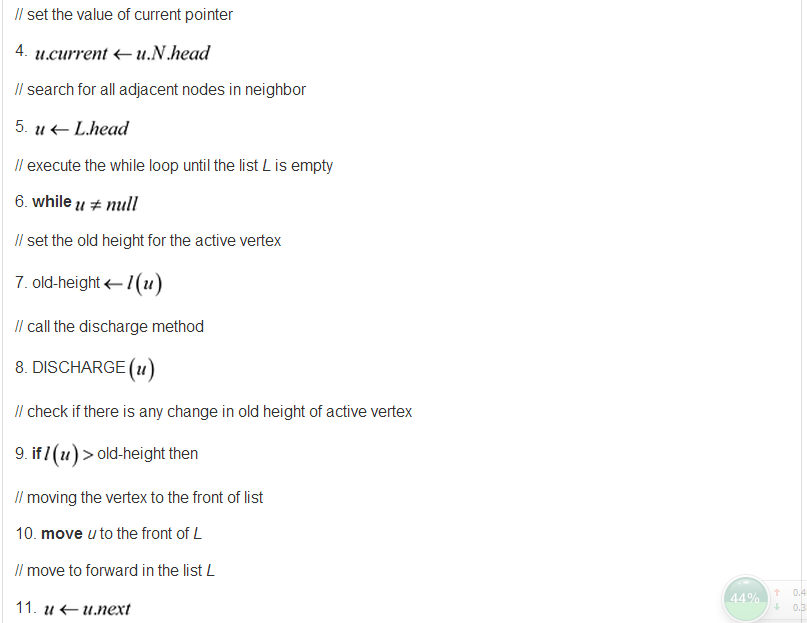 // set the value of current pointer
4. u.current ← u.N.head
// search for all adjacent nodes in neighbor
5. u ← L.head
// execute the while loop until the list L is empty
6. while u ≠ null
// set the old height for the active vertex
7. old-height ← l(u)
// call the discharge method
8. DISCHARGE(u)
// check if there is any change in old height of active vertex
9. if l(u) > old-height then
// moving the vertex to the front of list
10. move u to the front of L
// move to forward in the list L
11. u ← u.next
44%
↑ 0.4
↓ 0.3